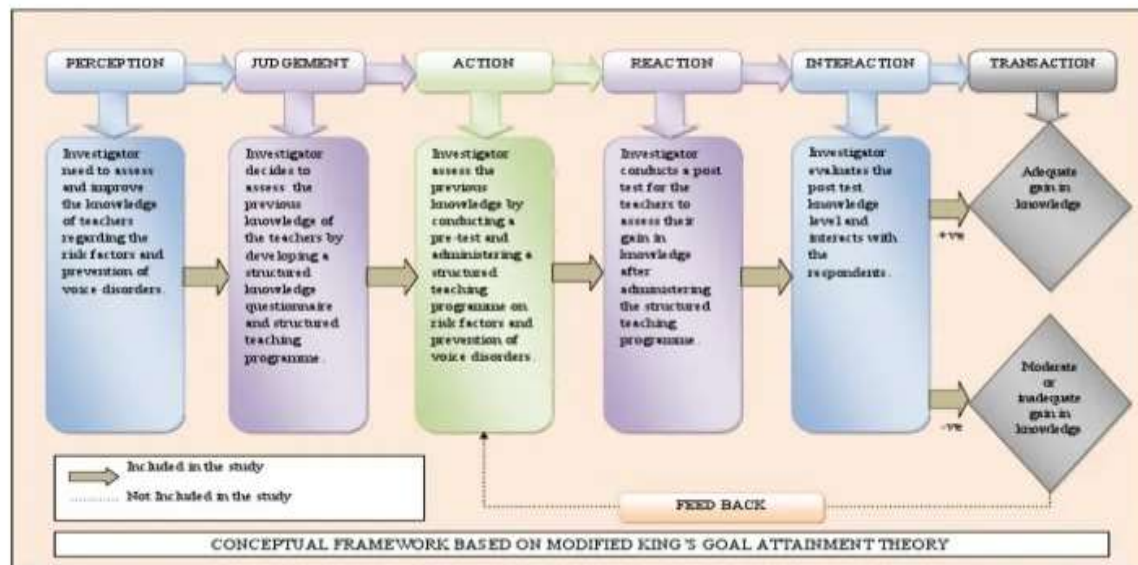 PERCEPTION
JUDGEMENT
ACTION
REACTION
INTERACTION
TRANSACTION
Investigator
need to assess
and improve
the knowledge
of teachers
regarding the
risk factors and
prevention of
voice disorders.
Investigator
decides to
assess the
previous
knowledge of
the teachers by
developing a
structured
knowledge
questionnaire
and structured
teaching
programme.
Investigator
assess the
previous
knowledge by
conducting a
pre-test and
administering a
structured
teaching
programme on
risk factors and
prevention of
voice disorders.
Investigator
conducts a post
test for the
teachers to
assess their
gain in
knowledge
after
administering
the structured
teaching
programme.
Investigator
evaluates the
post test
knowledge
level and
interacts with
the
respondents.
+ve
Adequate
gain in
knowledge
-ve
Moderate
or
inadequate
gain in
knowledge
Included in the study
Not Included in the study
FEED BACK
CONCEPTUAL FRAMEWORK BASED ON MODIFIED KING'S GOAL ATTAINMENT THEORY